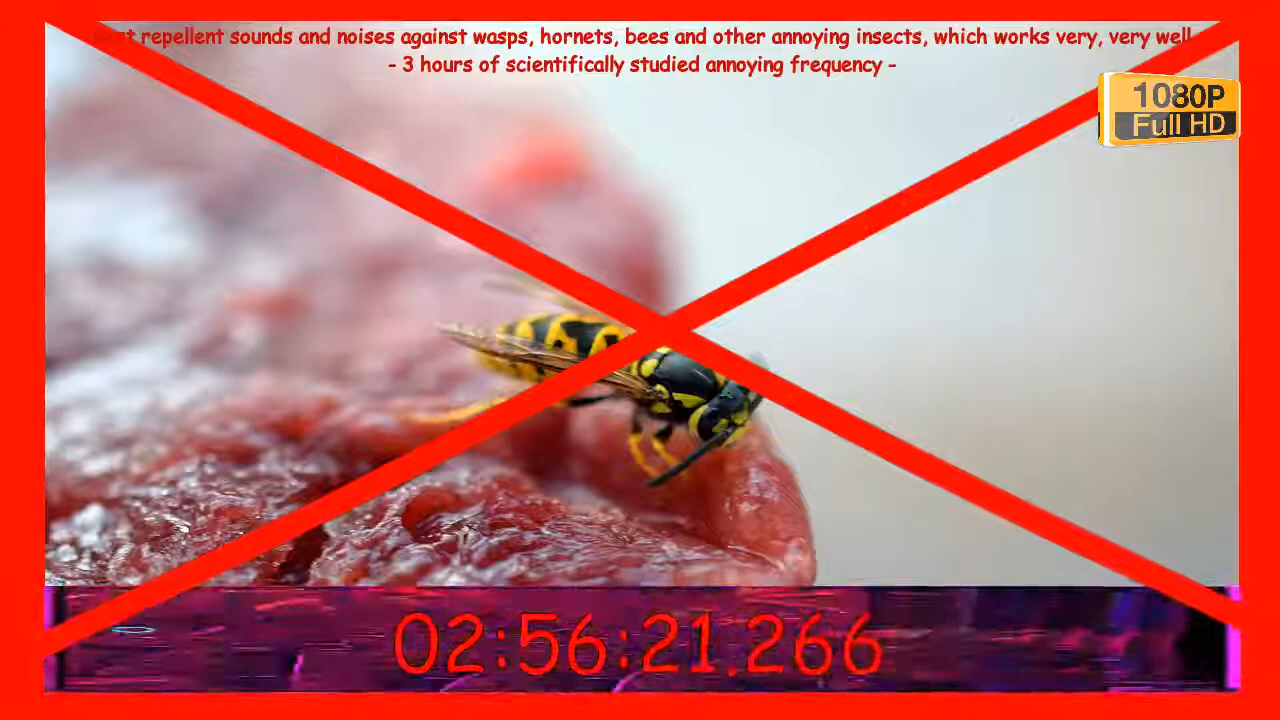 repellent sounds and noises against wasps, hornets, bees and other annoying insects, which works very, very well
- 3 hours of scientifically studied annoying frequency -
1080P
Full HD
02:56:21.266